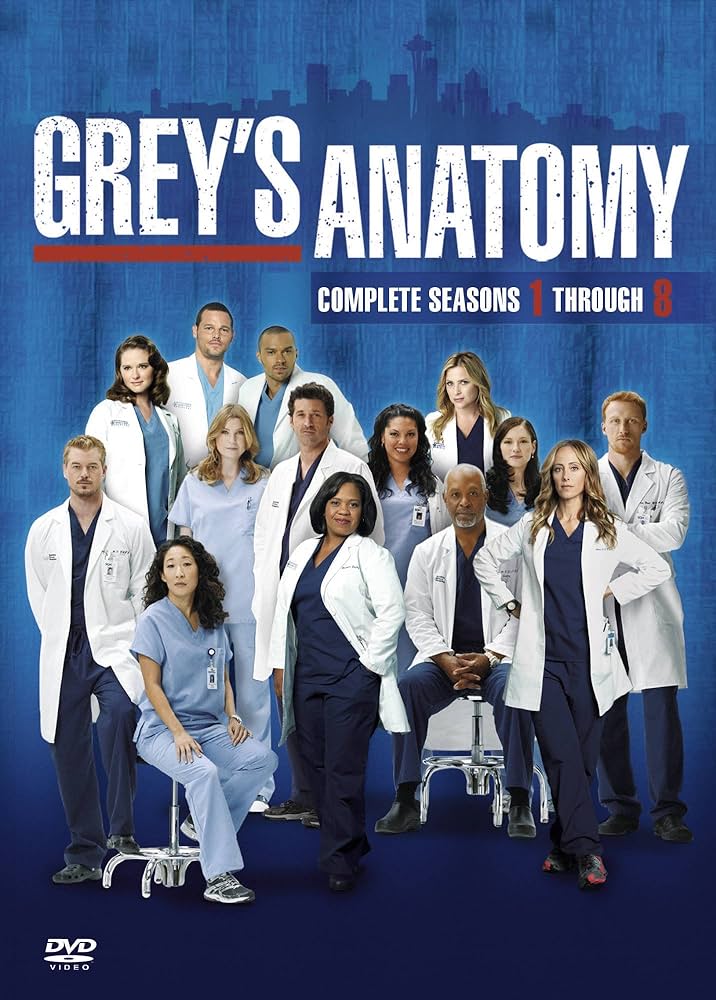 GREY'S
ANATOMY
COMPLETE SEASONS 1 THROUGH 8
DVD
VIDEO